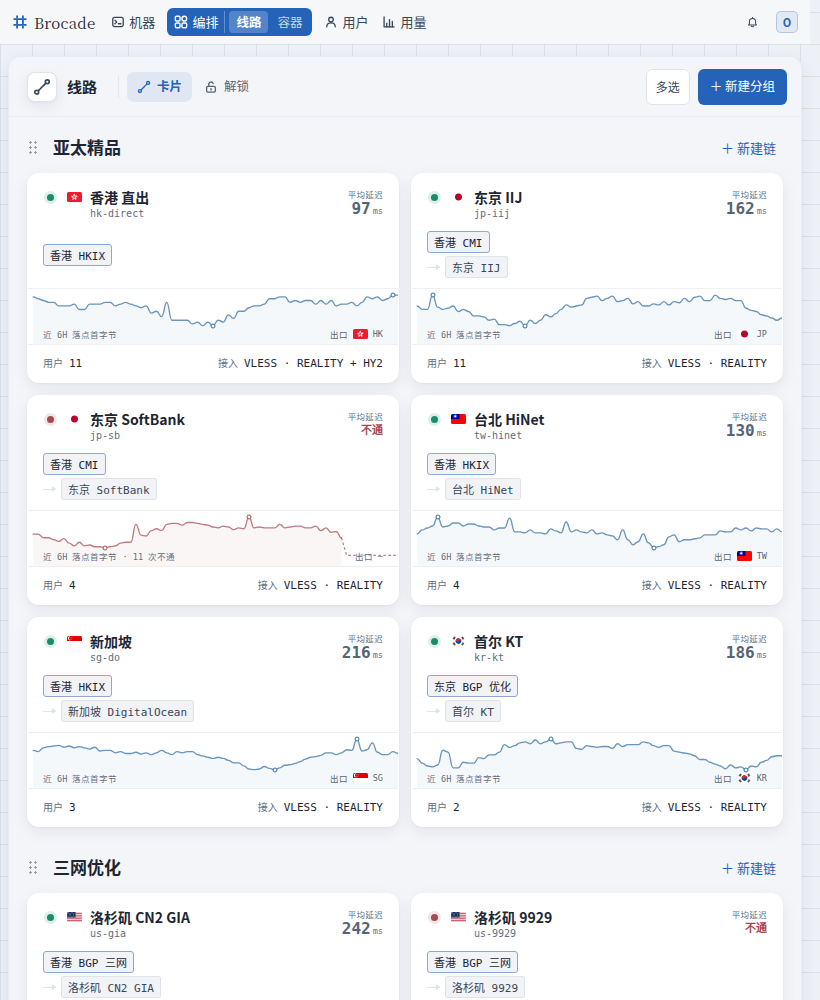 Brocade 机器 编排 线路 容器 用户 用量 O
线路 卡片 解锁 多选 ＋ 新建分组
亚太精品 ＋ 新建链
香港 直出
hk-direct
平均延迟
97 ms
香港 HKIX
近 6H 落点首字节 出口 HK
用户 11 接入 VLESS · REALITY + HY2
东京 IIJ
jp-iij
平均延迟
162 ms
香港 CMI
东京 IIJ
近 6H 落点首字节 出口 JP
用户 11 接入 VLESS · REALITY
东京 SoftBank
jp-sb
平均延迟
不通
香港 CMI
东京 SoftBank
近 6H 落点首字节 · 11 次不通 出口 —
用户 4 接入 VLESS · REALITY
台北 HiNet
tw-hinet
平均延迟
130 ms
香港 HKIX
台北 HiNet
近 6H 落点首字节 出口 TW
用户 4 接入 VLESS · REALITY
新加坡
sg-do
平均延迟
216 ms
香港 HKIX
新加坡 DigitalOcean
近 6H 落点首字节 出口 SG
用户 3 接入 VLESS · REALITY
首尔 KT
kr-kt
平均延迟
186 ms
东京 BGP 优化
首尔 KT
近 6H 落点首字节 出口 KR
用户 2 接入 VLESS · REALITY
三网优化 ＋ 新建链
洛杉矶 CN2 GIA
us-gia
平均延迟
242 ms
香港 BGP 三网
洛杉矶 CN2 GIA
洛杉矶 9929
us-9929
平均延迟
不通
香港 BGP 三网
洛杉矶 9929